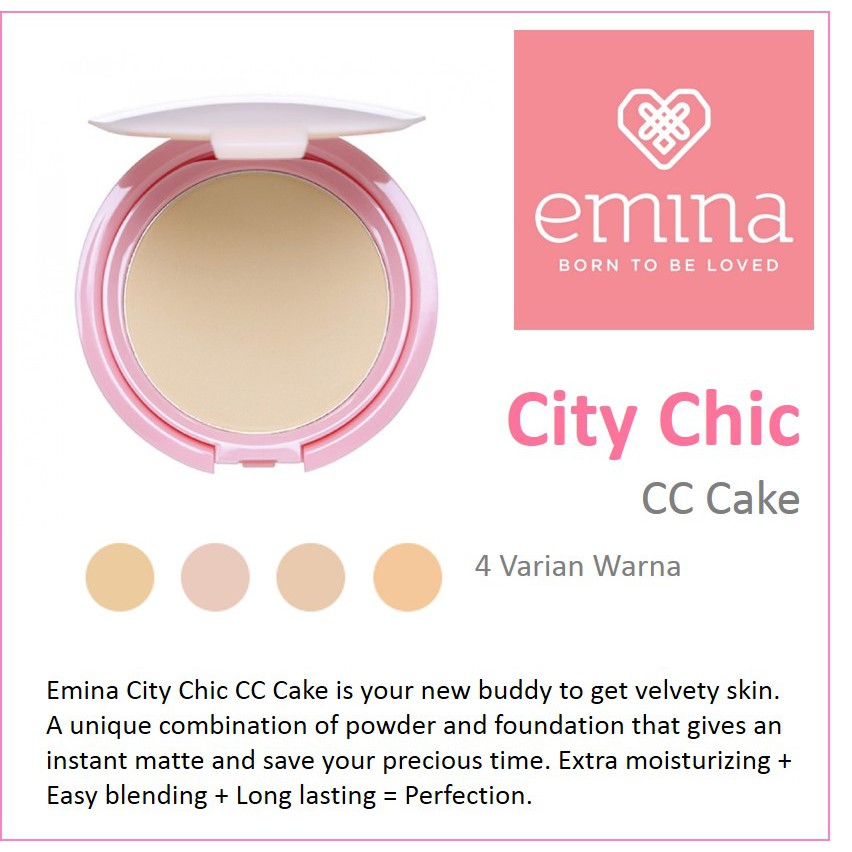 emina
BORN TO BE LOVED
City Chic
CC Cake
4 Varian Warna
Emina City Chic CC Cake is your new buddy to get velvety skin.
A unique combination of powder and foundation that gives an
instant matte and save your precious time. Extra moisturizing +
Easy blending + Long lasting = Perfection.